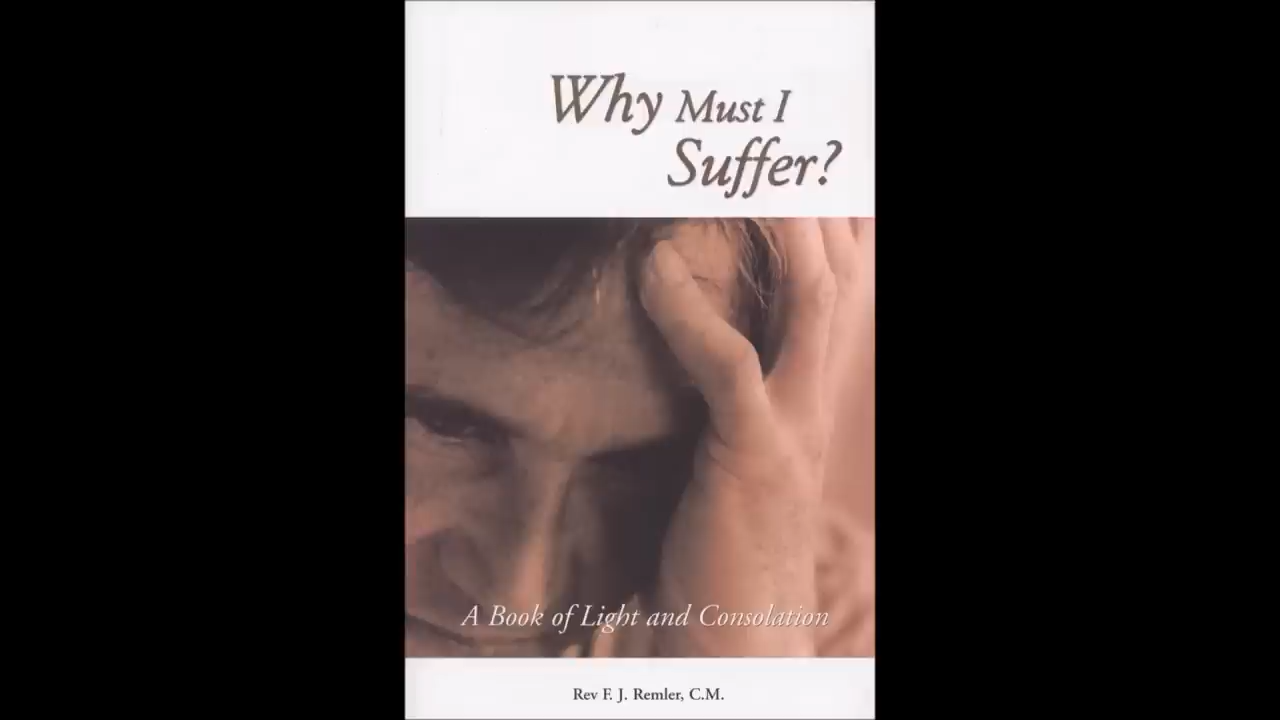 Why Must I
Suffer?
A Book of Light and Consolation
Rev F. J. Remler, C.M.